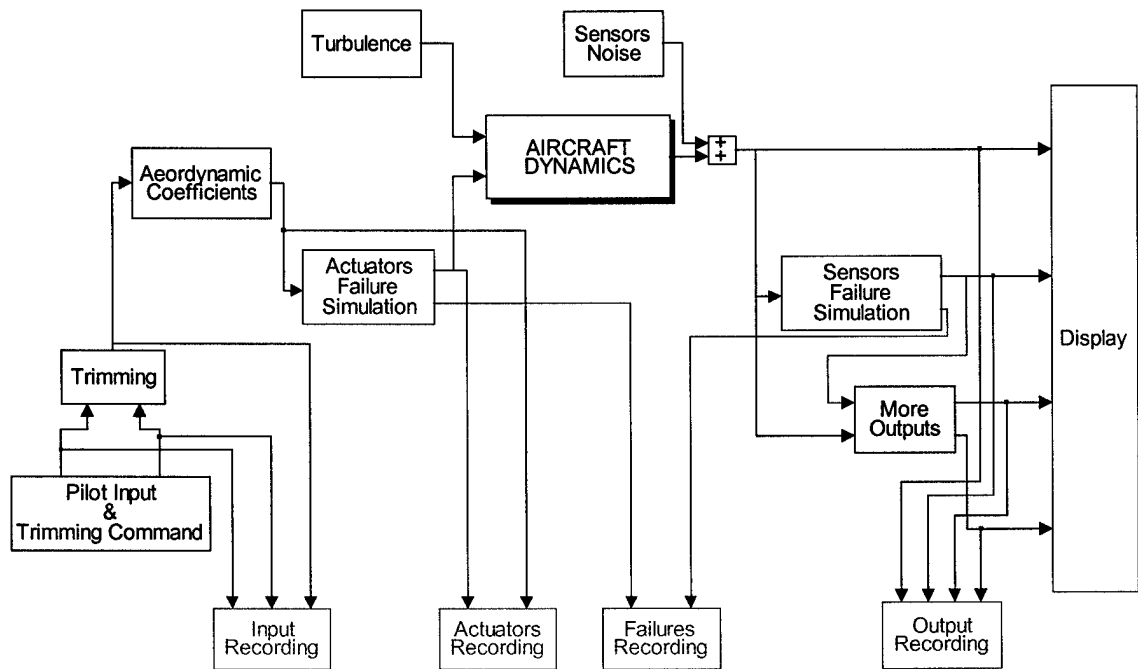 Turbulence
Sensors
Noise
AIRCRAFT
DYNAMICS
+
+
Aeordynamic
Coefficients
Actuators
Failure
Simulation
Sensors
Failure
Simulation
Display
Trimming
More
Outputs
Pilot Input
&
Trimming Command
Input
Recording
Actuators
Recording
Failures
Recording
Output
Recording